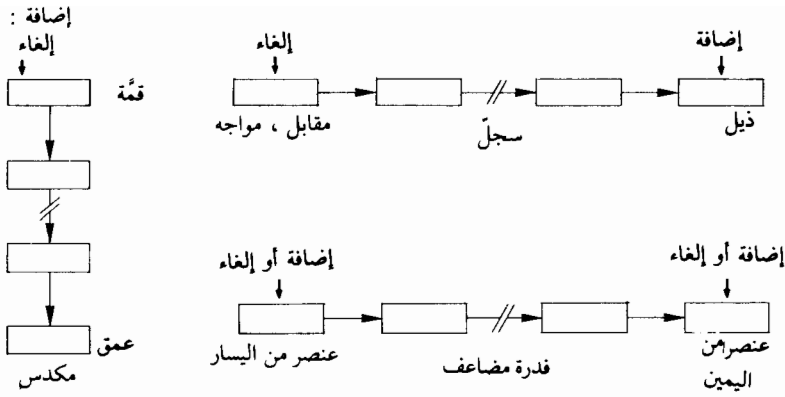 إضافة :
إلغاء
قمَّة
عمق
مكدس
إضافة
إلغاء
ذيل
سجلّ
مقابل ، مواجه
إضافة أو إلغاء
إضافة أو إلغاء
عنصر من
اليمين
قدرة مضاعف
عنصر من اليسار